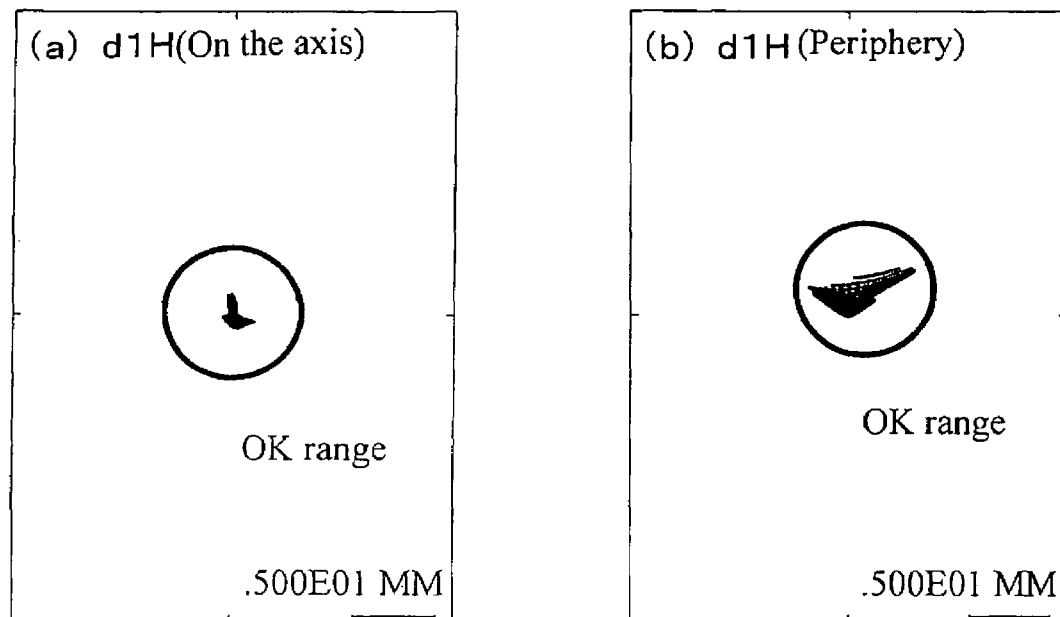 (a) d1H(On the axis)
OK range
.500E01 MM
(b) d1H(Periphery)
OK range
.500E01 MM